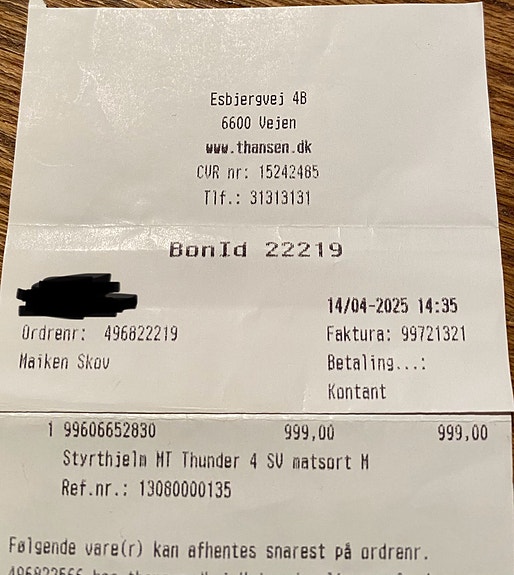 Esbjergvej 4B
6600 Vejen
www.thansen.dk
CVR nr: 15242485
Tlf.: 31313131
BonId 22219
14/04-2025 14:35
Ordrenr: 496822219
Faktura: 99721321
Maiken Skov
Betaling...:
Kontant
1 99606652830 999,00 999,00
Styrthjelm MT Thunder 4 SV matsort M
Ref.nr.: 13080000135
Følgende vare(r) kan afhentes snarest på ordrenr.